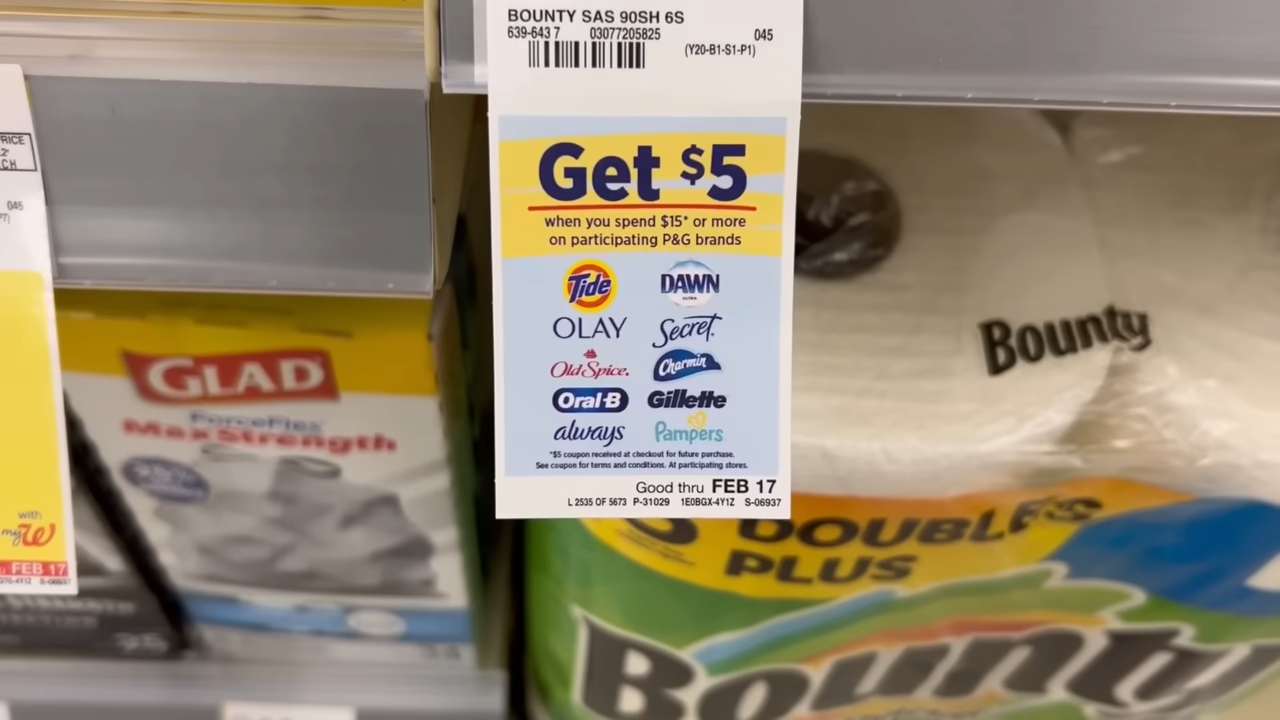 BOUNTY SAS 90SH 6S
639-643 7 03077205825 045
(Y20-B1-S1-P1)
Get $5
when you spend $15* or more
on participating P&G brands
Tide DAWN
ULTRA
OLAY Secret
Old Spice Charmin
Oral-B Gillette
always Pampers
*$5 coupon received at checkout for future purchase.
See coupon for terms and conditions. At participating stores.
Good thru FEB 17
L 2535 OF 5673 P-31029 1E0BGX-4Y1Z S-06937
RICE
CH
045
with
myW
FEB 17
S-06937
GLAD
ForceFlex
MaxStrength
Bounty
DOUBLES
PLUS
Bounty